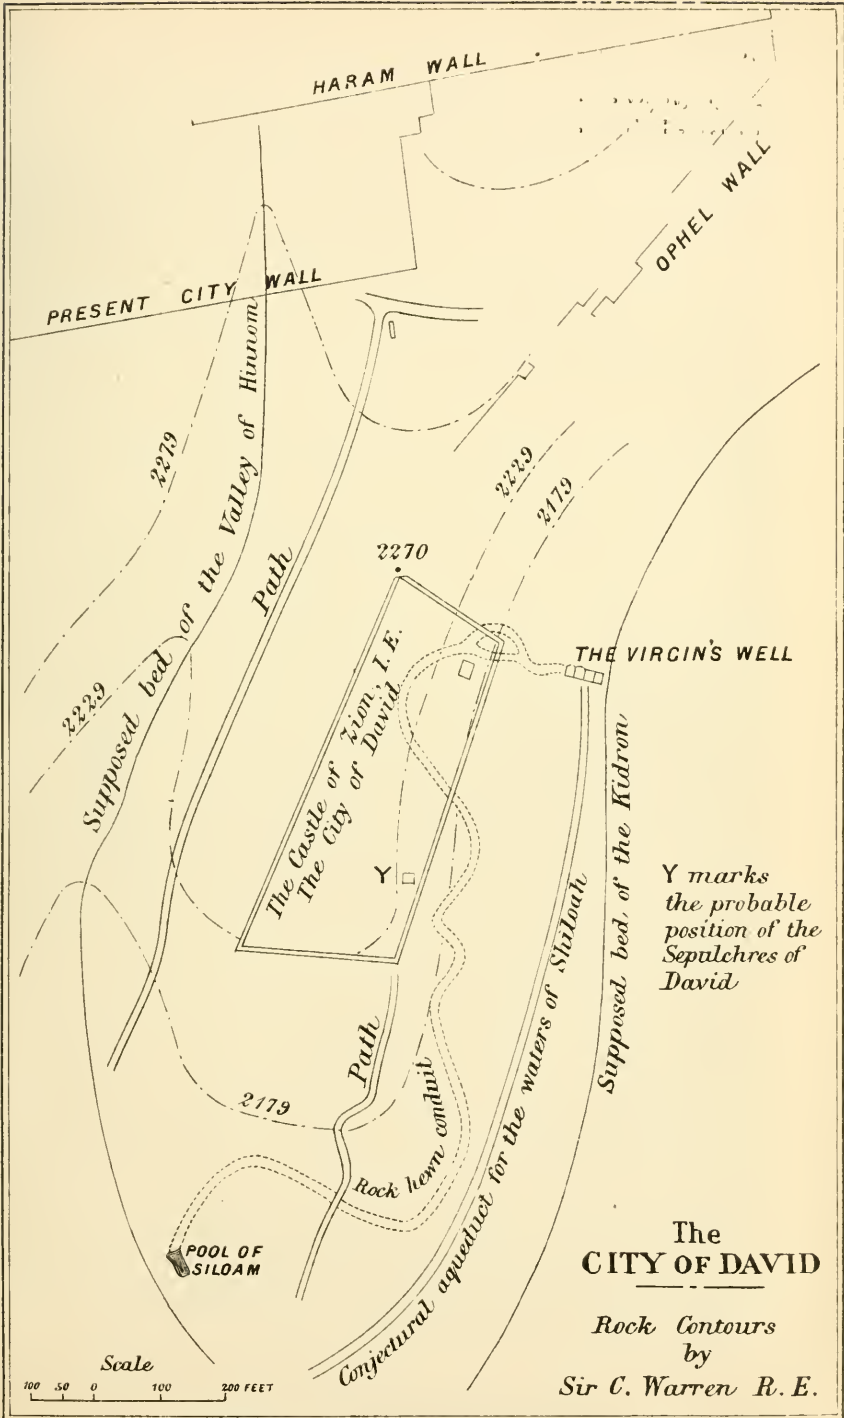 HARAM WALL
OPHEL WALL
PRESENT CITY WALL
2279
Supposed bed of the Valley of Hinnom
Path
2229
2179
2270
THE VIRGIN'S WELL
The Castle of Zion, I.E.
The City of David
2229
Y
Y marks
the probable
position of the
Sepulchres of
David
Supposed bed of the Kidron
Conjectural aqueduct for the waters of Shiloah
Path
2179
Rock hewn conduit
POOL OF
SILOAM
The
CITY OF DAVID
Rock Contours
by
Sir C. Warren R.E.
Scale
100 50 0 100 200 FEET